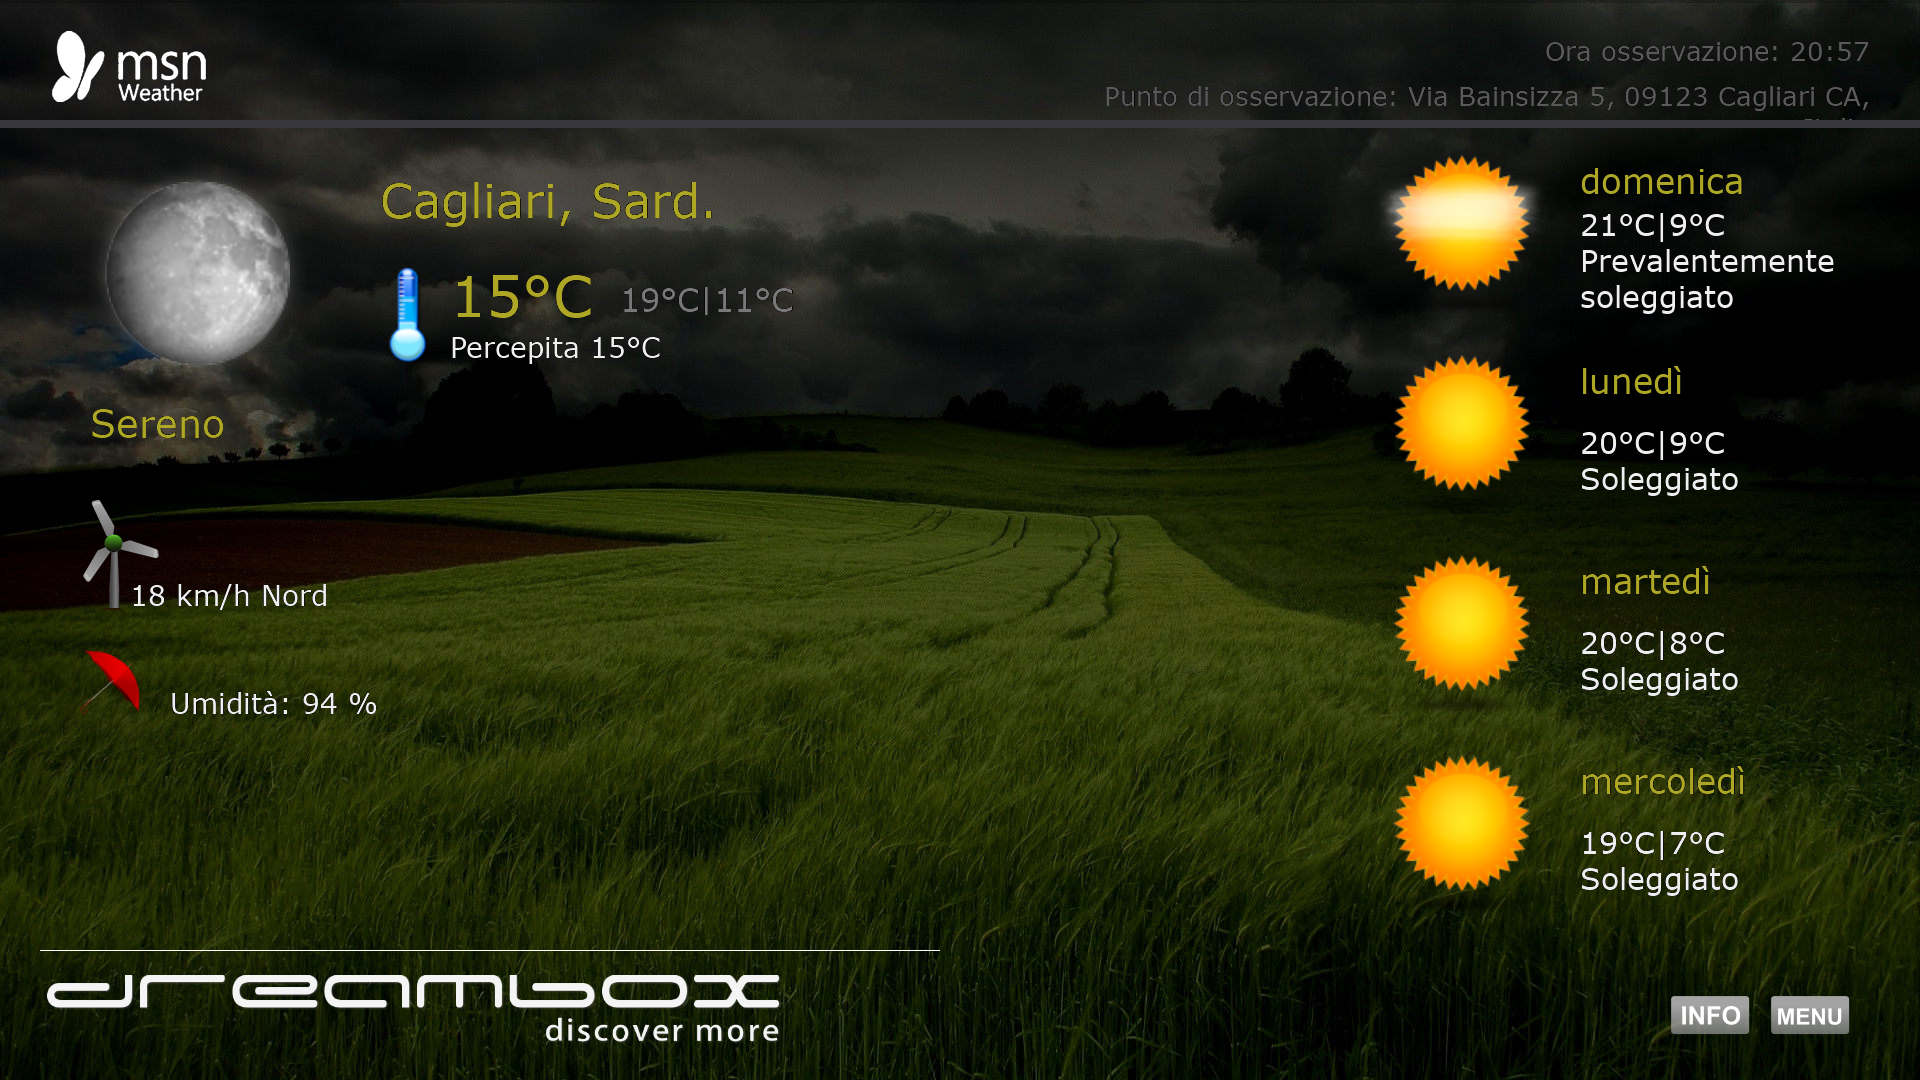 msn
Weather
Ora osservazione: 20:57
Punto di osservazione: Via Bainsizza 5, 09123 Cagliari CA,
Cagliari, Sard.
15°C 19°C|11°C
Percepita 15°C
Sereno
18 km/h Nord
Umidità: 94 %
domenica
21°C|9°C
Prevalentemente
soleggiato
lunedì
20°C|9°C
Soleggiato
martedì
20°C|8°C
Soleggiato
mercoledì
19°C|7°C
Soleggiato
dreambox
discover more
INFO MENU